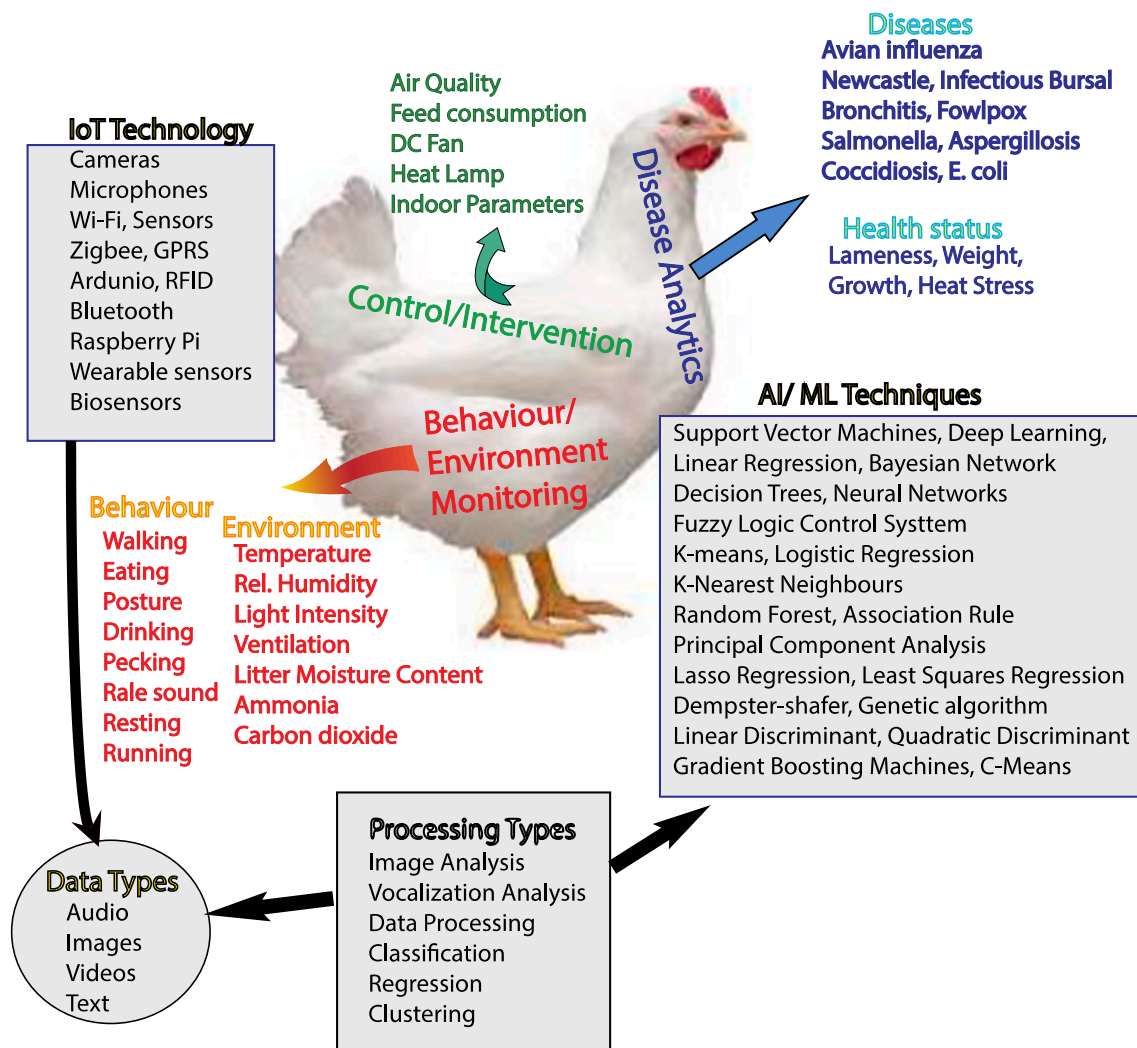 Diseases
Avian influenza
Newcastle, Infectious Bursal
Bronchitis, Fowlpox
Salmonella, Aspergillosis
Coccidiosis, E. coli
Health status
Lameness, Weight,
Growth, Heat Stress
Air Quality
Feed consumption
DC Fan
Heat Lamp
Indoor Parameters
IoT Technology
Cameras
Microphones
Wi-Fi, Sensors
Zigbee, GPRS
Ardunio, RFID
Bluetooth
Raspberry Pi
Wearable sensors
Biosensors
Disease Analytics
Control/Intervention
Behaviour/
Environment
Monitoring
Behaviour
Walking
Eating
Posture
Drinking
Pecking
Rale sound
Resting
Running
Environment
Temperature
Rel. Humidity
Light Intensity
Ventilation
Litter Moisture Content
Ammonia
Carbon dioxide
AI/ ML Techniques
Support Vector Machines, Deep Learning,
Linear Regression, Bayesian Network
Decision Trees, Neural Networks
Fuzzy Logic Control Systtem
K-means, Logistic Regression
K-Nearest Neighbours
Random Forest, Association Rule
Principal Component Analysis
Lasso Regression, Least Squares Regression
Dempster-shafer, Genetic algorithm
Linear Discriminant, Quadratic Discriminant
Gradient Boosting Machines, C-Means
Processing Types
Image Analysis
Vocalization Analysis
Data Processing
Classification
Regression
Clustering
Data Types
Audio
Images
Videos
Text